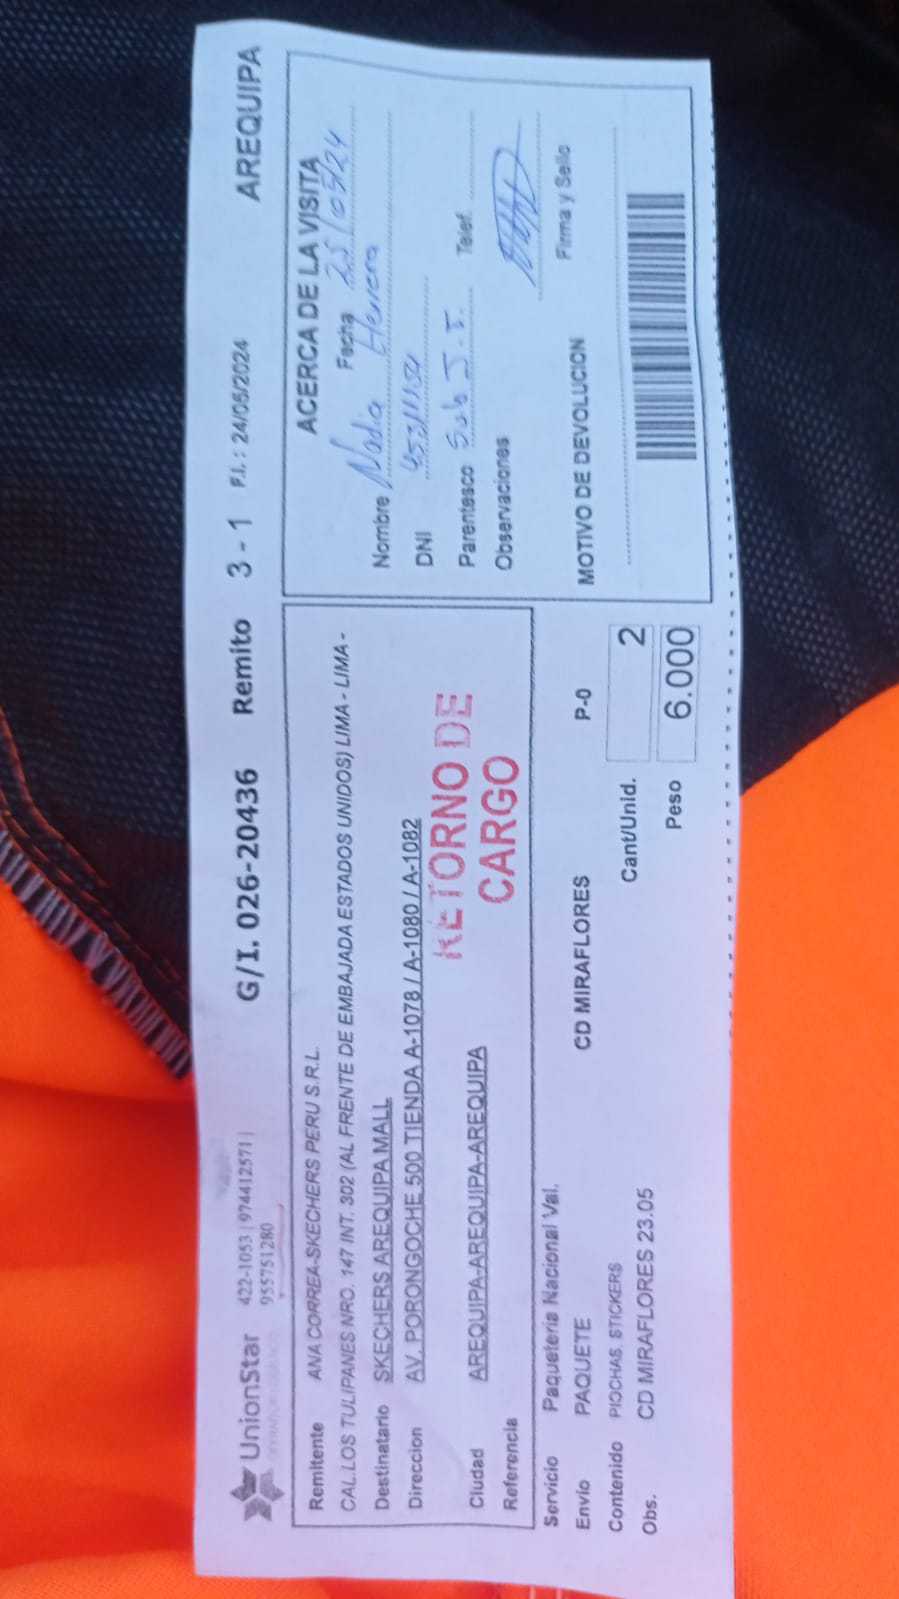 UnionStar 422-1053 | 974412571 |
955751280
G/I. 026-20436 Remito 3 - 1 F.I. : 24/05/2024 AREQUIPA
Remitente ANA CORREA-SKECHERS PERU S.R.L.
CAL.LOS TULIPANES NRO. 147 INT. 302 (AL FRENTE DE EMBAJADA ESTADOS UNIDOS) LIMA - LIMA -
Destinatario SKECHERS AREQUIPA MALL
Direccion AV. PORONGOCHE 500 TIENDA A-1078 / A-1080 / A-1082
Ciudad AREQUIPA-AREQUIPA-AREQUIPA
Referencia
RETORNO DE
CARGO
Servicio Paqueteria Nacional Val.
Envio PAQUETE CD MIRAFLORES P-0
Contenido PIOCHAS, STICKERS Cant/Unid. 2
Obs. CD MIRAFLORES 23.05 Peso 6.000
ACERCA DE LA VISITA
Fecha 25/05/24
Nombre Nadia Herrera
DNI
Parentesco Sub J.T. Telef.
Observaciones
Firma y Sello
MOTIVO DE DEVOLUCION